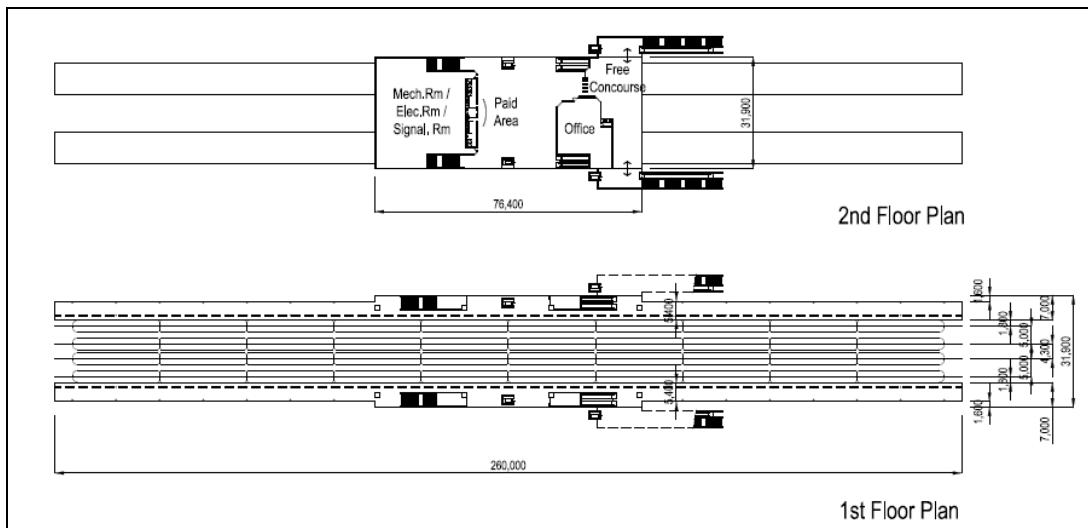 Mech.Rm /
Elec.Rm /
Signal, Rm
Paid
Area
Free
Concourse
Office
31,900
76,400
2nd Floor Plan
1,600
7,000
5,400
1,800
5,000
4,300
31,900
5,000
5,400
1,800
1,600
7,000
260,000
1st Floor Plan